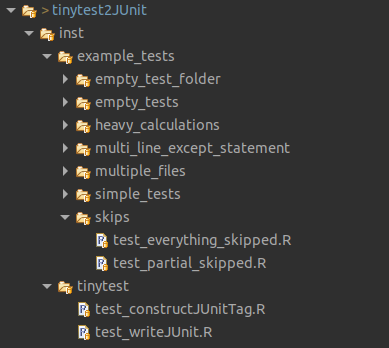 > tinytest2JUnit
inst
example_tests
empty_test_folder
empty_tests
heavy_calculations
multi_line_except_statement
multiple_files
simple_tests
skips
test_everything_skipped.R
test_partial_skipped.R
tinytest
test_constructJUnitTag.R
test_writeJUnit.R